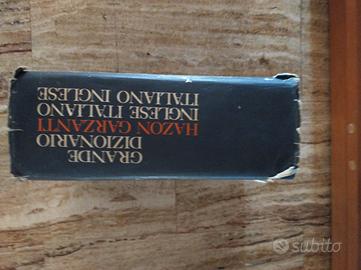 GRANDE
DIZIONARIO
HAZON GARZANTI
INGLESE ITALIANO
ITALIANO INGLESE
subito